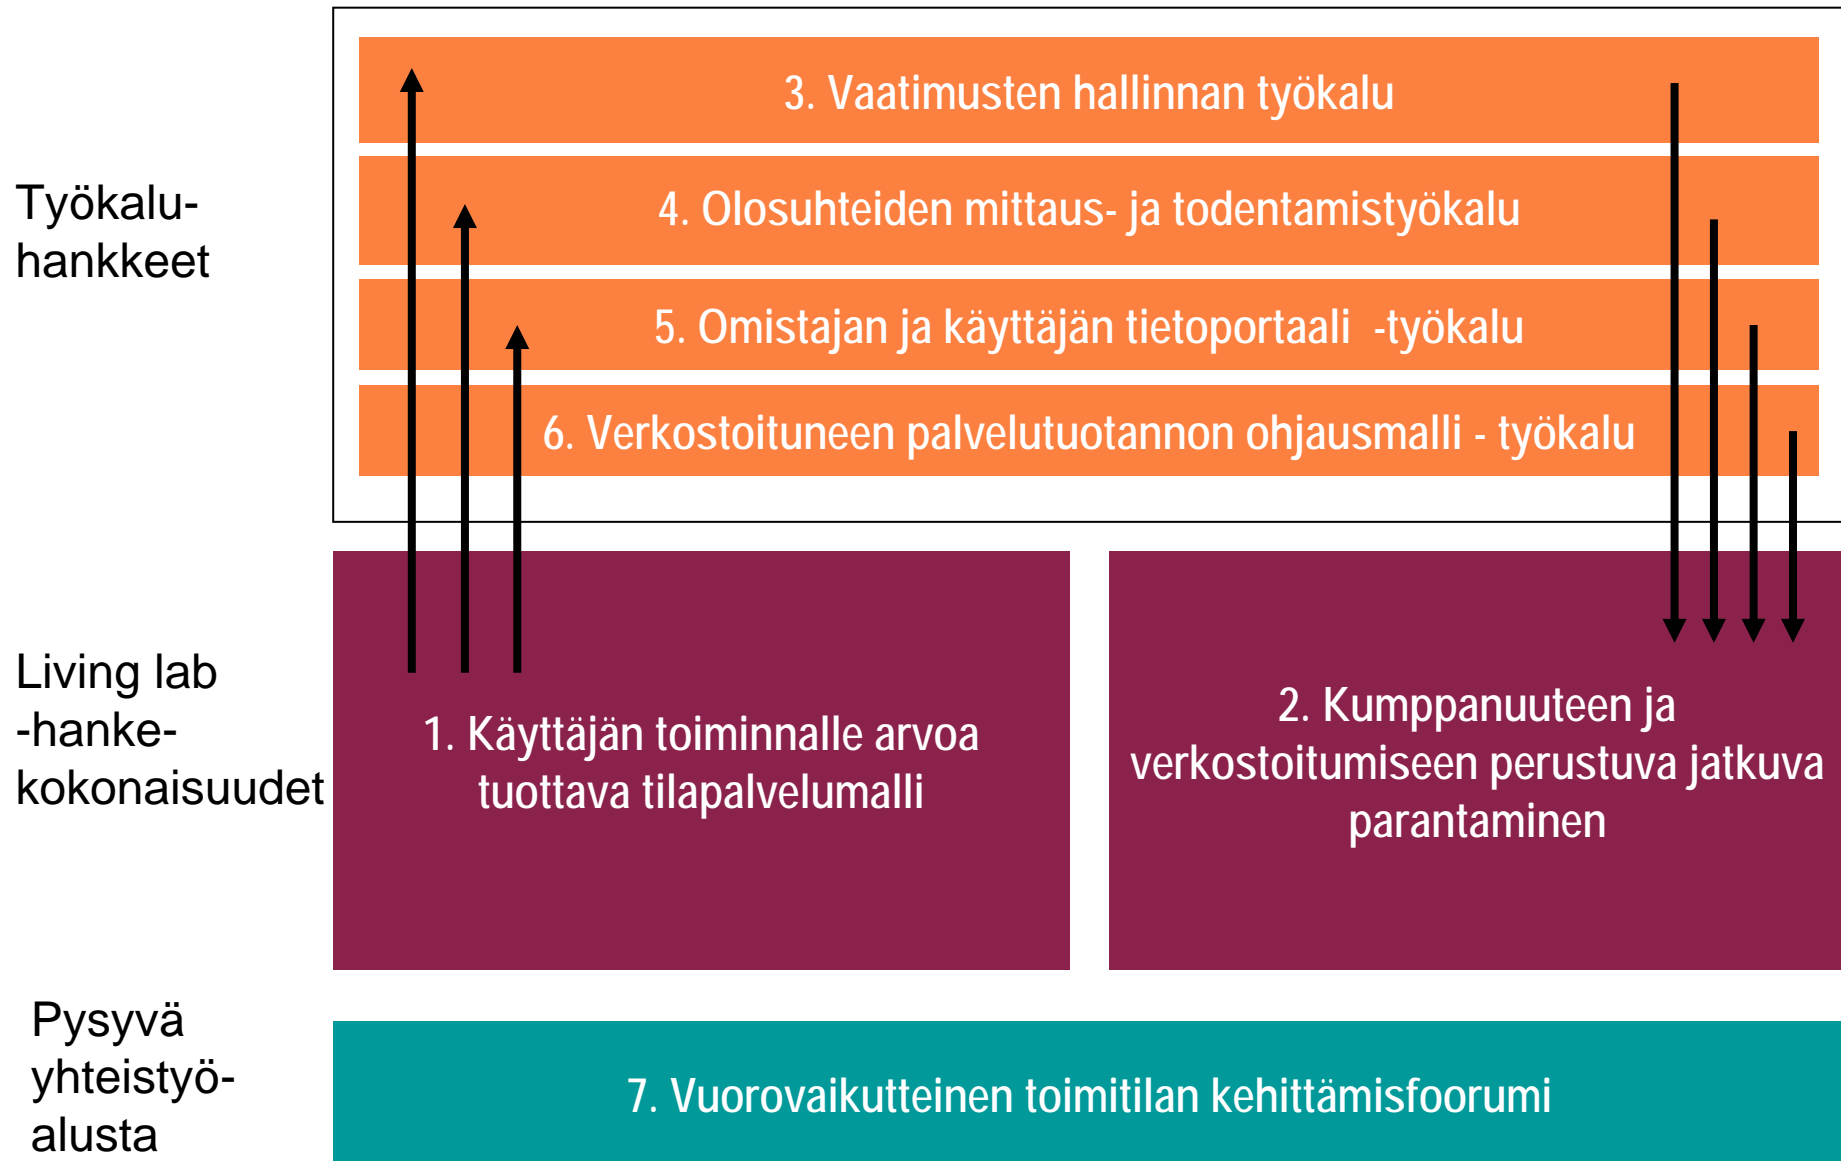 Työkalu-
hankkeet
3. Vaatimusten hallinnan työkalu
4. Olosuhteiden mittaus- ja todentamistyökalu
5. Omistajan ja käyttäjän tietoportaali -työkalu
6. Verkostoituneen palvelutuotannon ohjausmalli - työkalu
Living lab
-hanke-
kokonaisuudet
1. Käyttäjän toiminnalle arvoa
tuottava tilapalvelumalli
2. Kumppanuuteen ja
verkostoitumiseen perustuva jatkuva
parantaminen
Pysyvä
yhteistyö-
alusta
7. Vuorovaikutteinen toimitilan kehittämisfoorumi